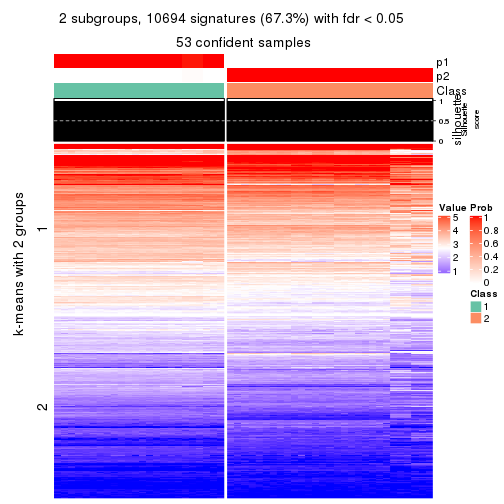 2 subgroups, 10694 signatures (67.3%) with fdr < 0.05
53 confident samples
p1
p2
Class
silhouette
1
0.5
0
Silhouette
score
k-means with 2 groups
1
2
Value
5
4
3
2
1
Prob
1
0.8
0.6
0.4
0.2
0
Class
1
2